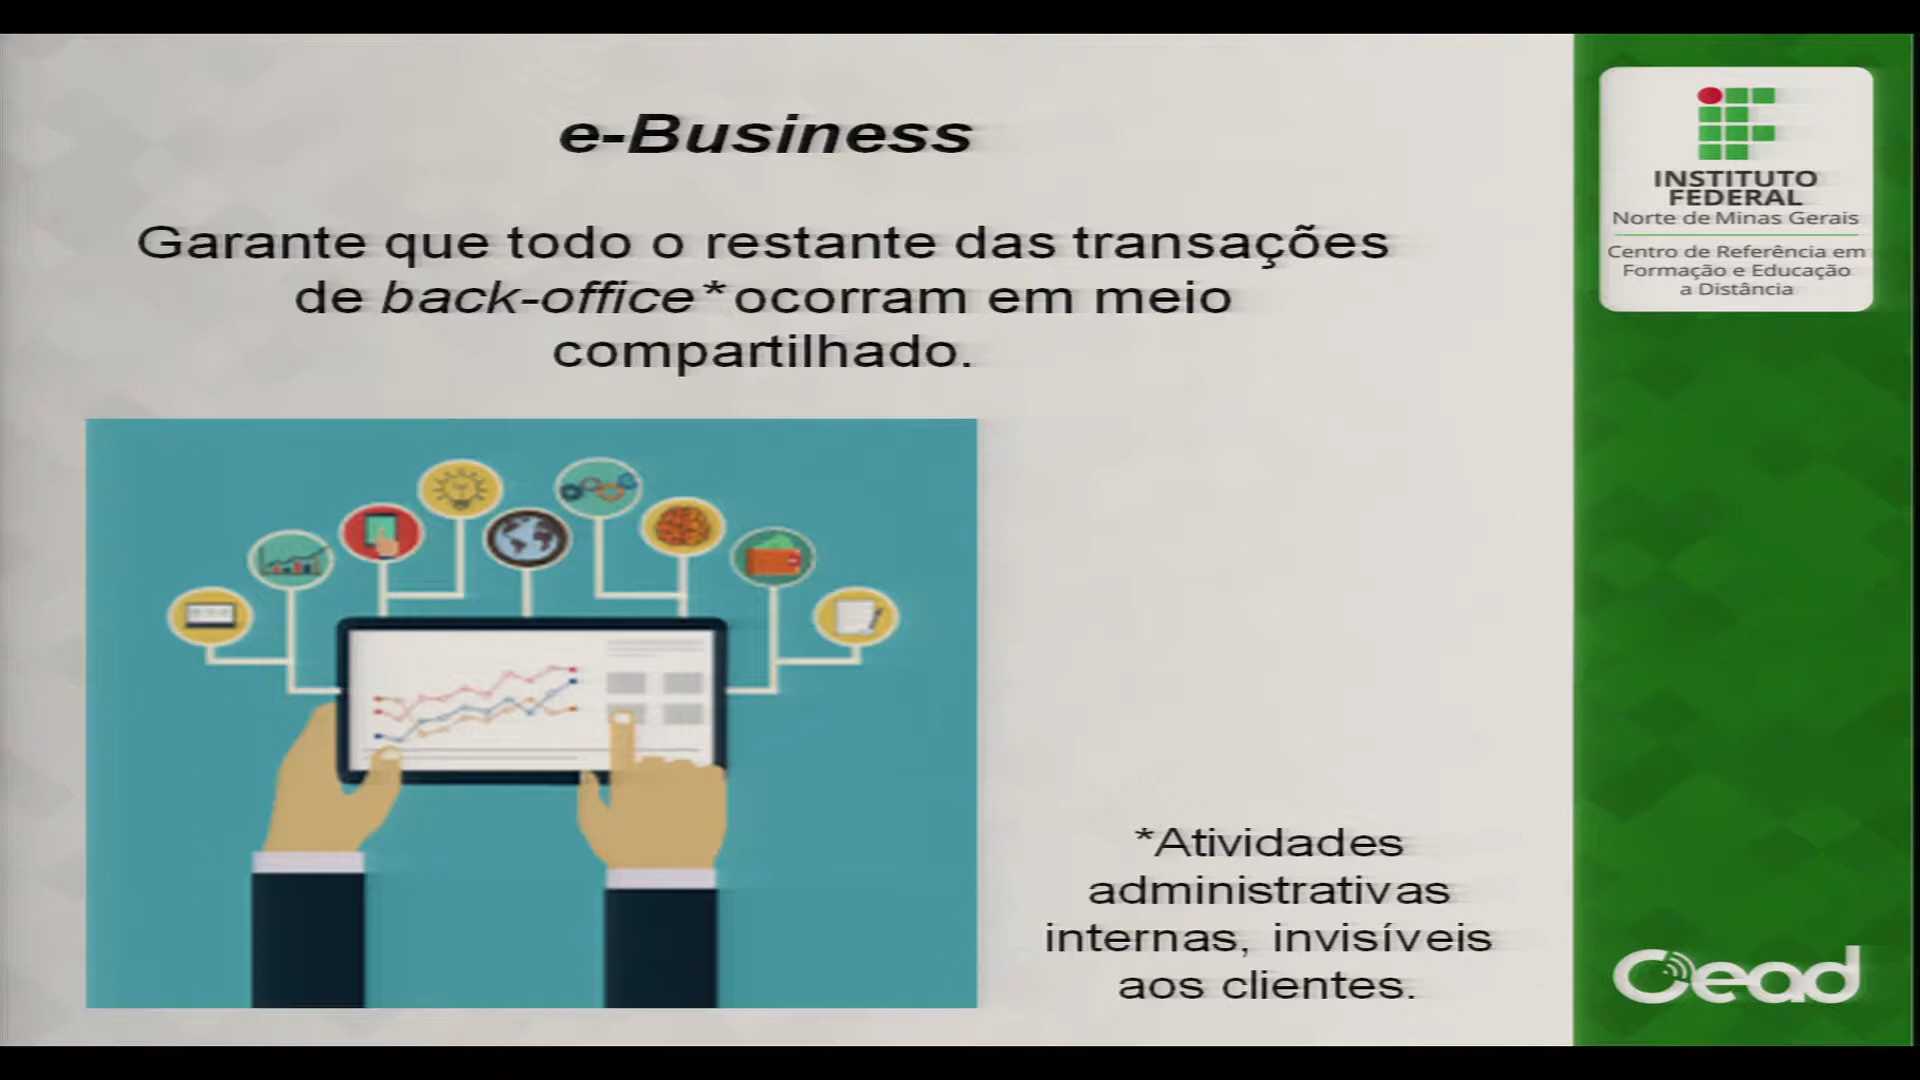 e-Business
Garante que todo o restante das transações
de back-office* ocorram em meio
compartilhado.
*Atividades
administrativas
internas, invisíveis
aos clientes.
INSTITUTO
FEDERAL
Norte de Minas Gerais
Centro de Referência em
Formação e Educação
a Distância
Cead